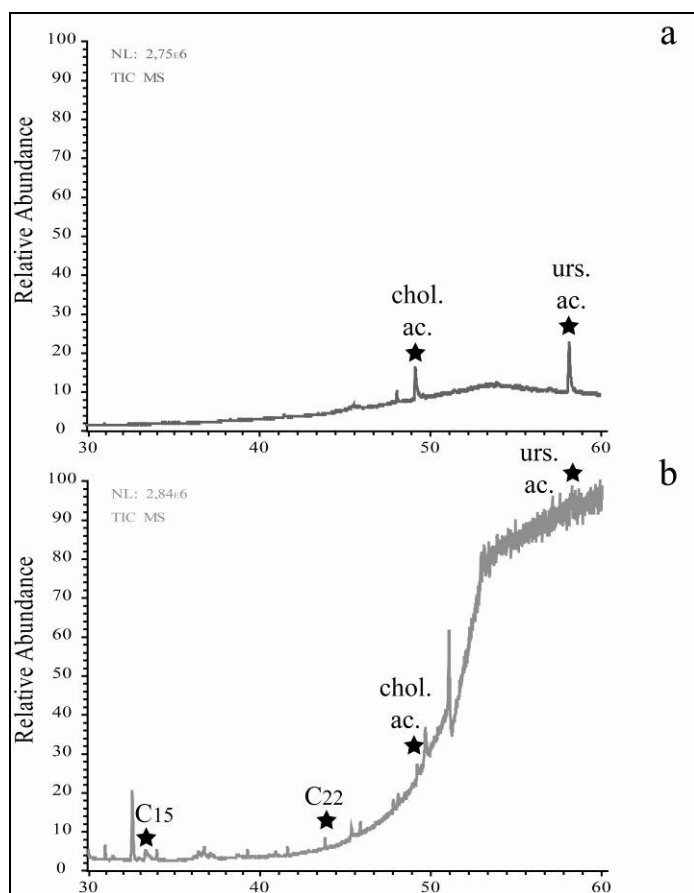 a
NL: 2,75E6
TIC MS
100
90
80
70
60
50
40
30
20
10
0
Relative Abundance
chol.
ac.
urs.
ac.
30 40 50 60
b
NL: 2,84E6
TIC MS
100
90
80
70
60
50
40
30
20
10
0
Relative Abundance
urs.
ac.
chol.
ac.
C15
C22
30 40 50 60